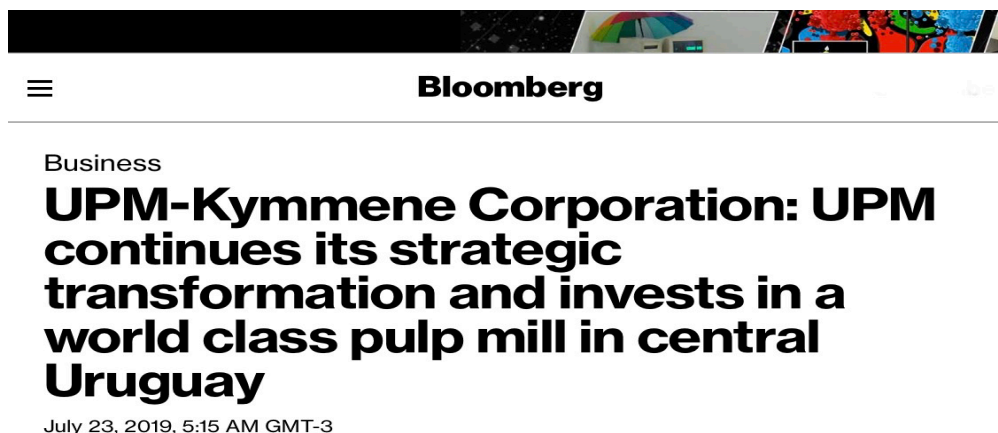 Bloomberg
Business
UPM-Kymmene Corporation: UPM
continues its strategic
transformation and invests in a
world class pulp mill in central
Uruguay
July 23, 2019, 5:15 AM GMT-3